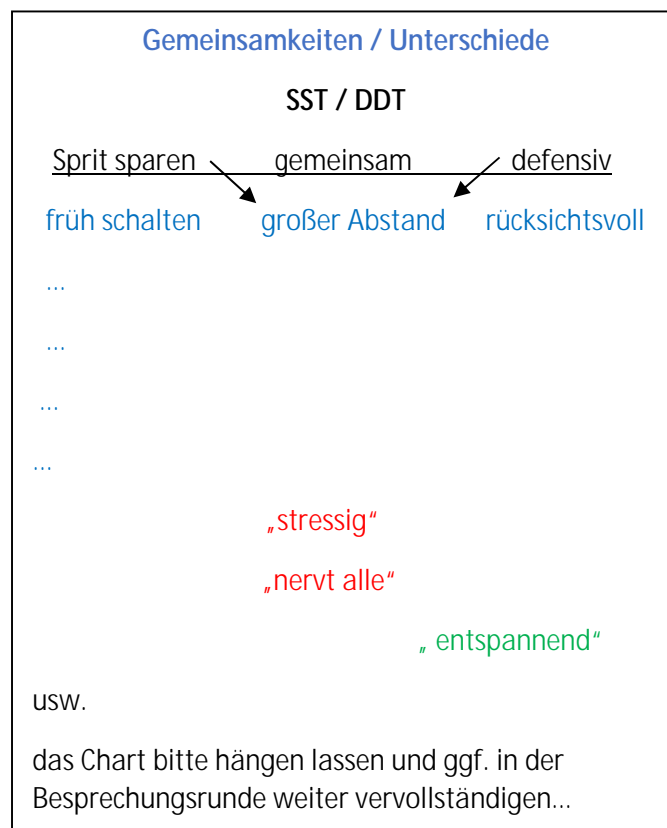 Gemeinsamkeiten / Unterschiede
SST / DDT
Sprit sparen gemeinsam defensiv
früh schalten großer Abstand rücksichtsvoll
...
...
...
...
„stressig“
„nervt alle“
„ entspannend“
usw.
das Chart bitte hängen lassen und ggf. in der
Besprechungsrunde weiter vervollständigen...